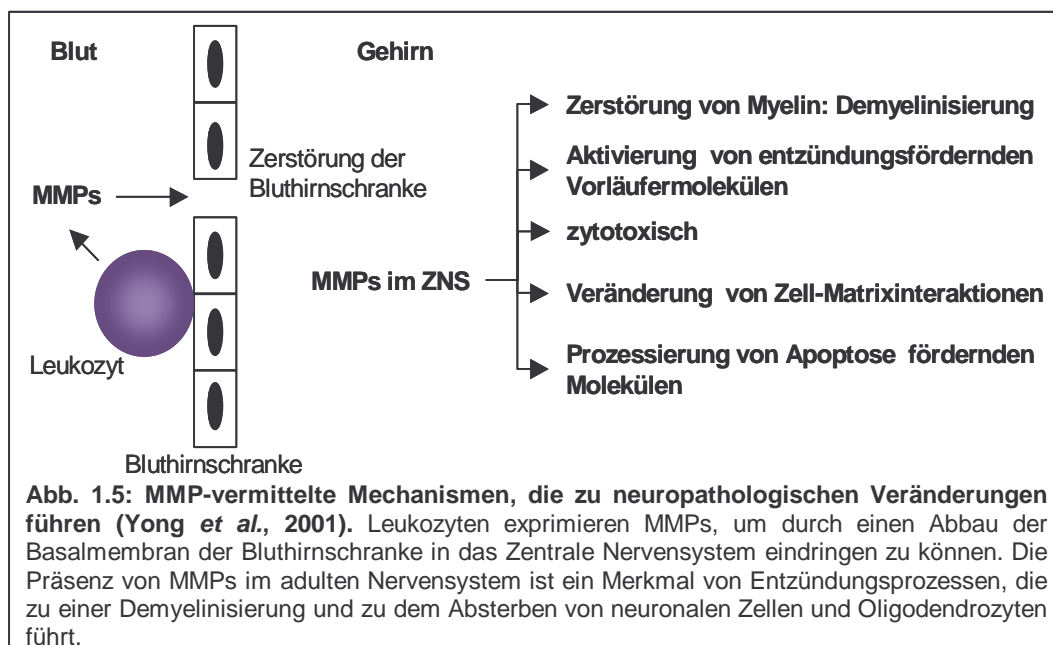 Blut
Gehirn
Zerstörung von Myelin: Demyelinisierung
Aktivierung von entzündungsfördernden
Vorläufermolekülen
Zerstörung der
Bluthirnschranke
MMPs
zytotoxisch
MMPs im ZNS
Veränderung von Zell-Matrixinteraktionen
Leukozyt
Prozessierung von Apoptose fördernden
Molekülen
Bluthirnschranke
Abb. 1.5: MMP-vermittelte Mechanismen, die zu neuropathologischen Veränderungen
führen (Yong et al., 2001). Leukozyten exprimieren MMPs, um durch einen Abbau der
Basalmembran der Bluthirnschranke in das Zentrale Nervensystem eindringen zu können. Die
Präsenz von MMPs im adulten Nervensystem ist ein Merkmal von Entzündungsprozessen, die
zu einer Demyelinisierung und zu dem Absterben von neuronalen Zellen und Oligodendrozyten
führt.